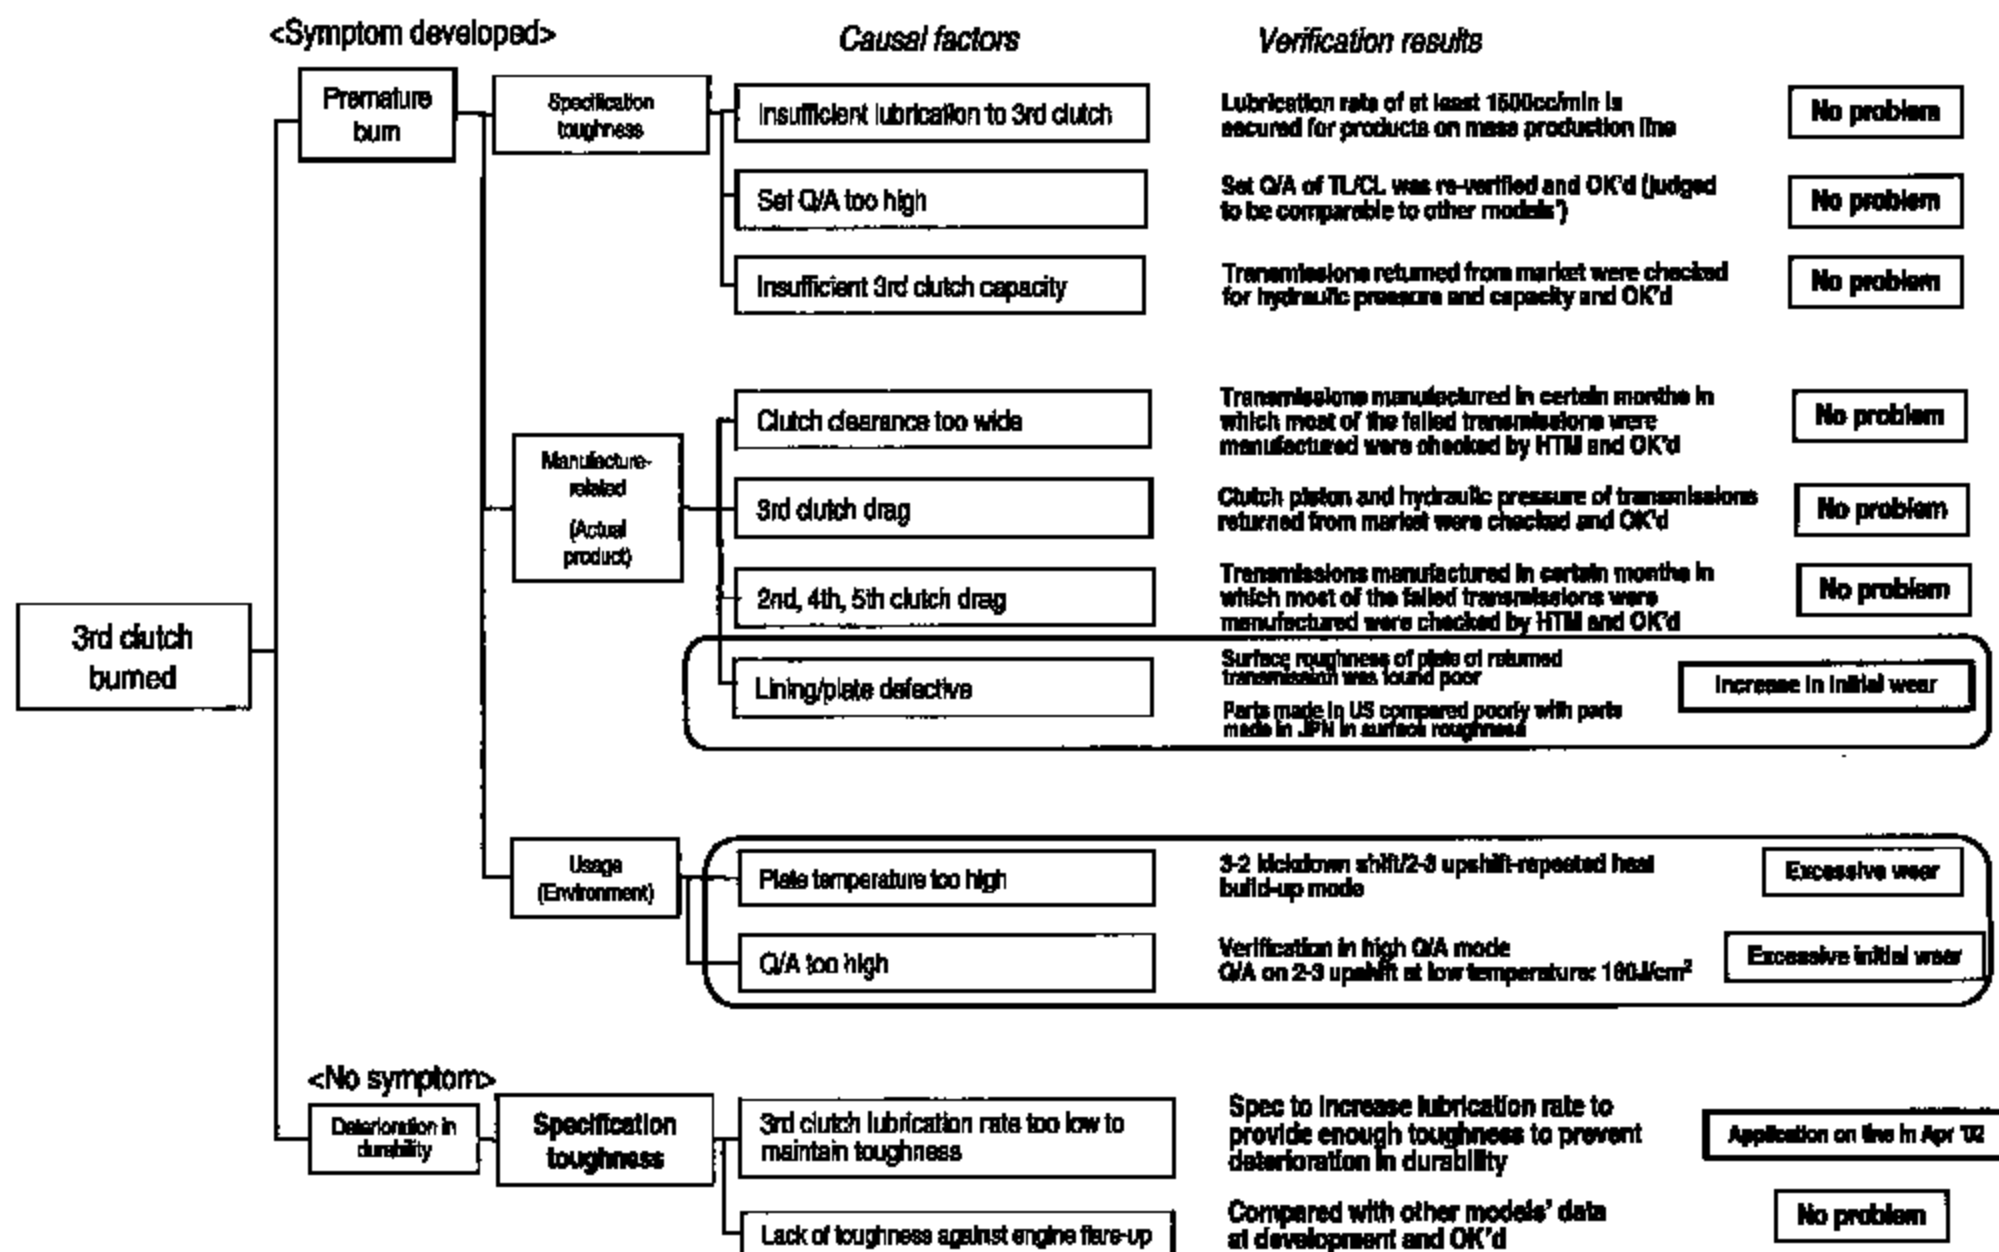 <Symptom developed>
Causal factors
Verification results
Premature
burn
Specification
toughness
Insufficient lubrication to 3rd clutch
Lubrication rate of at least 1500cc/min is
secured for products on mass production line
No problem
Set Q/A too high
Set Q/A of TL/CL was re-verified and OK'd (judged
to be comparable to other models')
No problem
Insufficient 3rd clutch capacity
Transmissions returned from market were checked
for hydraulic pressure and capacity and OK'd
No problem
Manufacture-
related
(Actual
product)
Clutch clearance too wide
Transmissions manufactured in certain months in
which most of the failed transmissions were
manufactured were checked by HTM and OK'd
No problem
3rd clutch drag
Clutch piston and hydraulic pressure of transmissions
returned from market were checked and OK'd
No problem
2nd, 4th, 5th clutch drag
Transmissions manufactured in certain months in
which most of the failed transmissions were
manufactured were checked by HTM and OK'd
No problem
3rd clutch
burned
Lining/plate defective
Surface roughness of plate of returned
transmission was found poor
Parts made in US compared poorly with parts
made in JPN in surface roughness
Increase in initial wear
Usage
(Environment)
Plate temperature too high
3-2 kickdown shift/2-3 upshift-repeated heat
build-up mode
Excessive wear
Q/A too high
Verification in high Q/A mode
Q/A on 2-3 upshift at low temperature: 160J/cm²
Excessive initial wear
<No symptom>
Deterioration in
durability
Specification
toughness
3rd clutch lubrication rate too low to
maintain toughness
Spec to increase lubrication rate to
provide enough toughness to prevent
deterioration in durability
Application on line in Apr '02
Lack of toughness against engine flare-up
Compared with other models' data
at development and OK'd
No problem